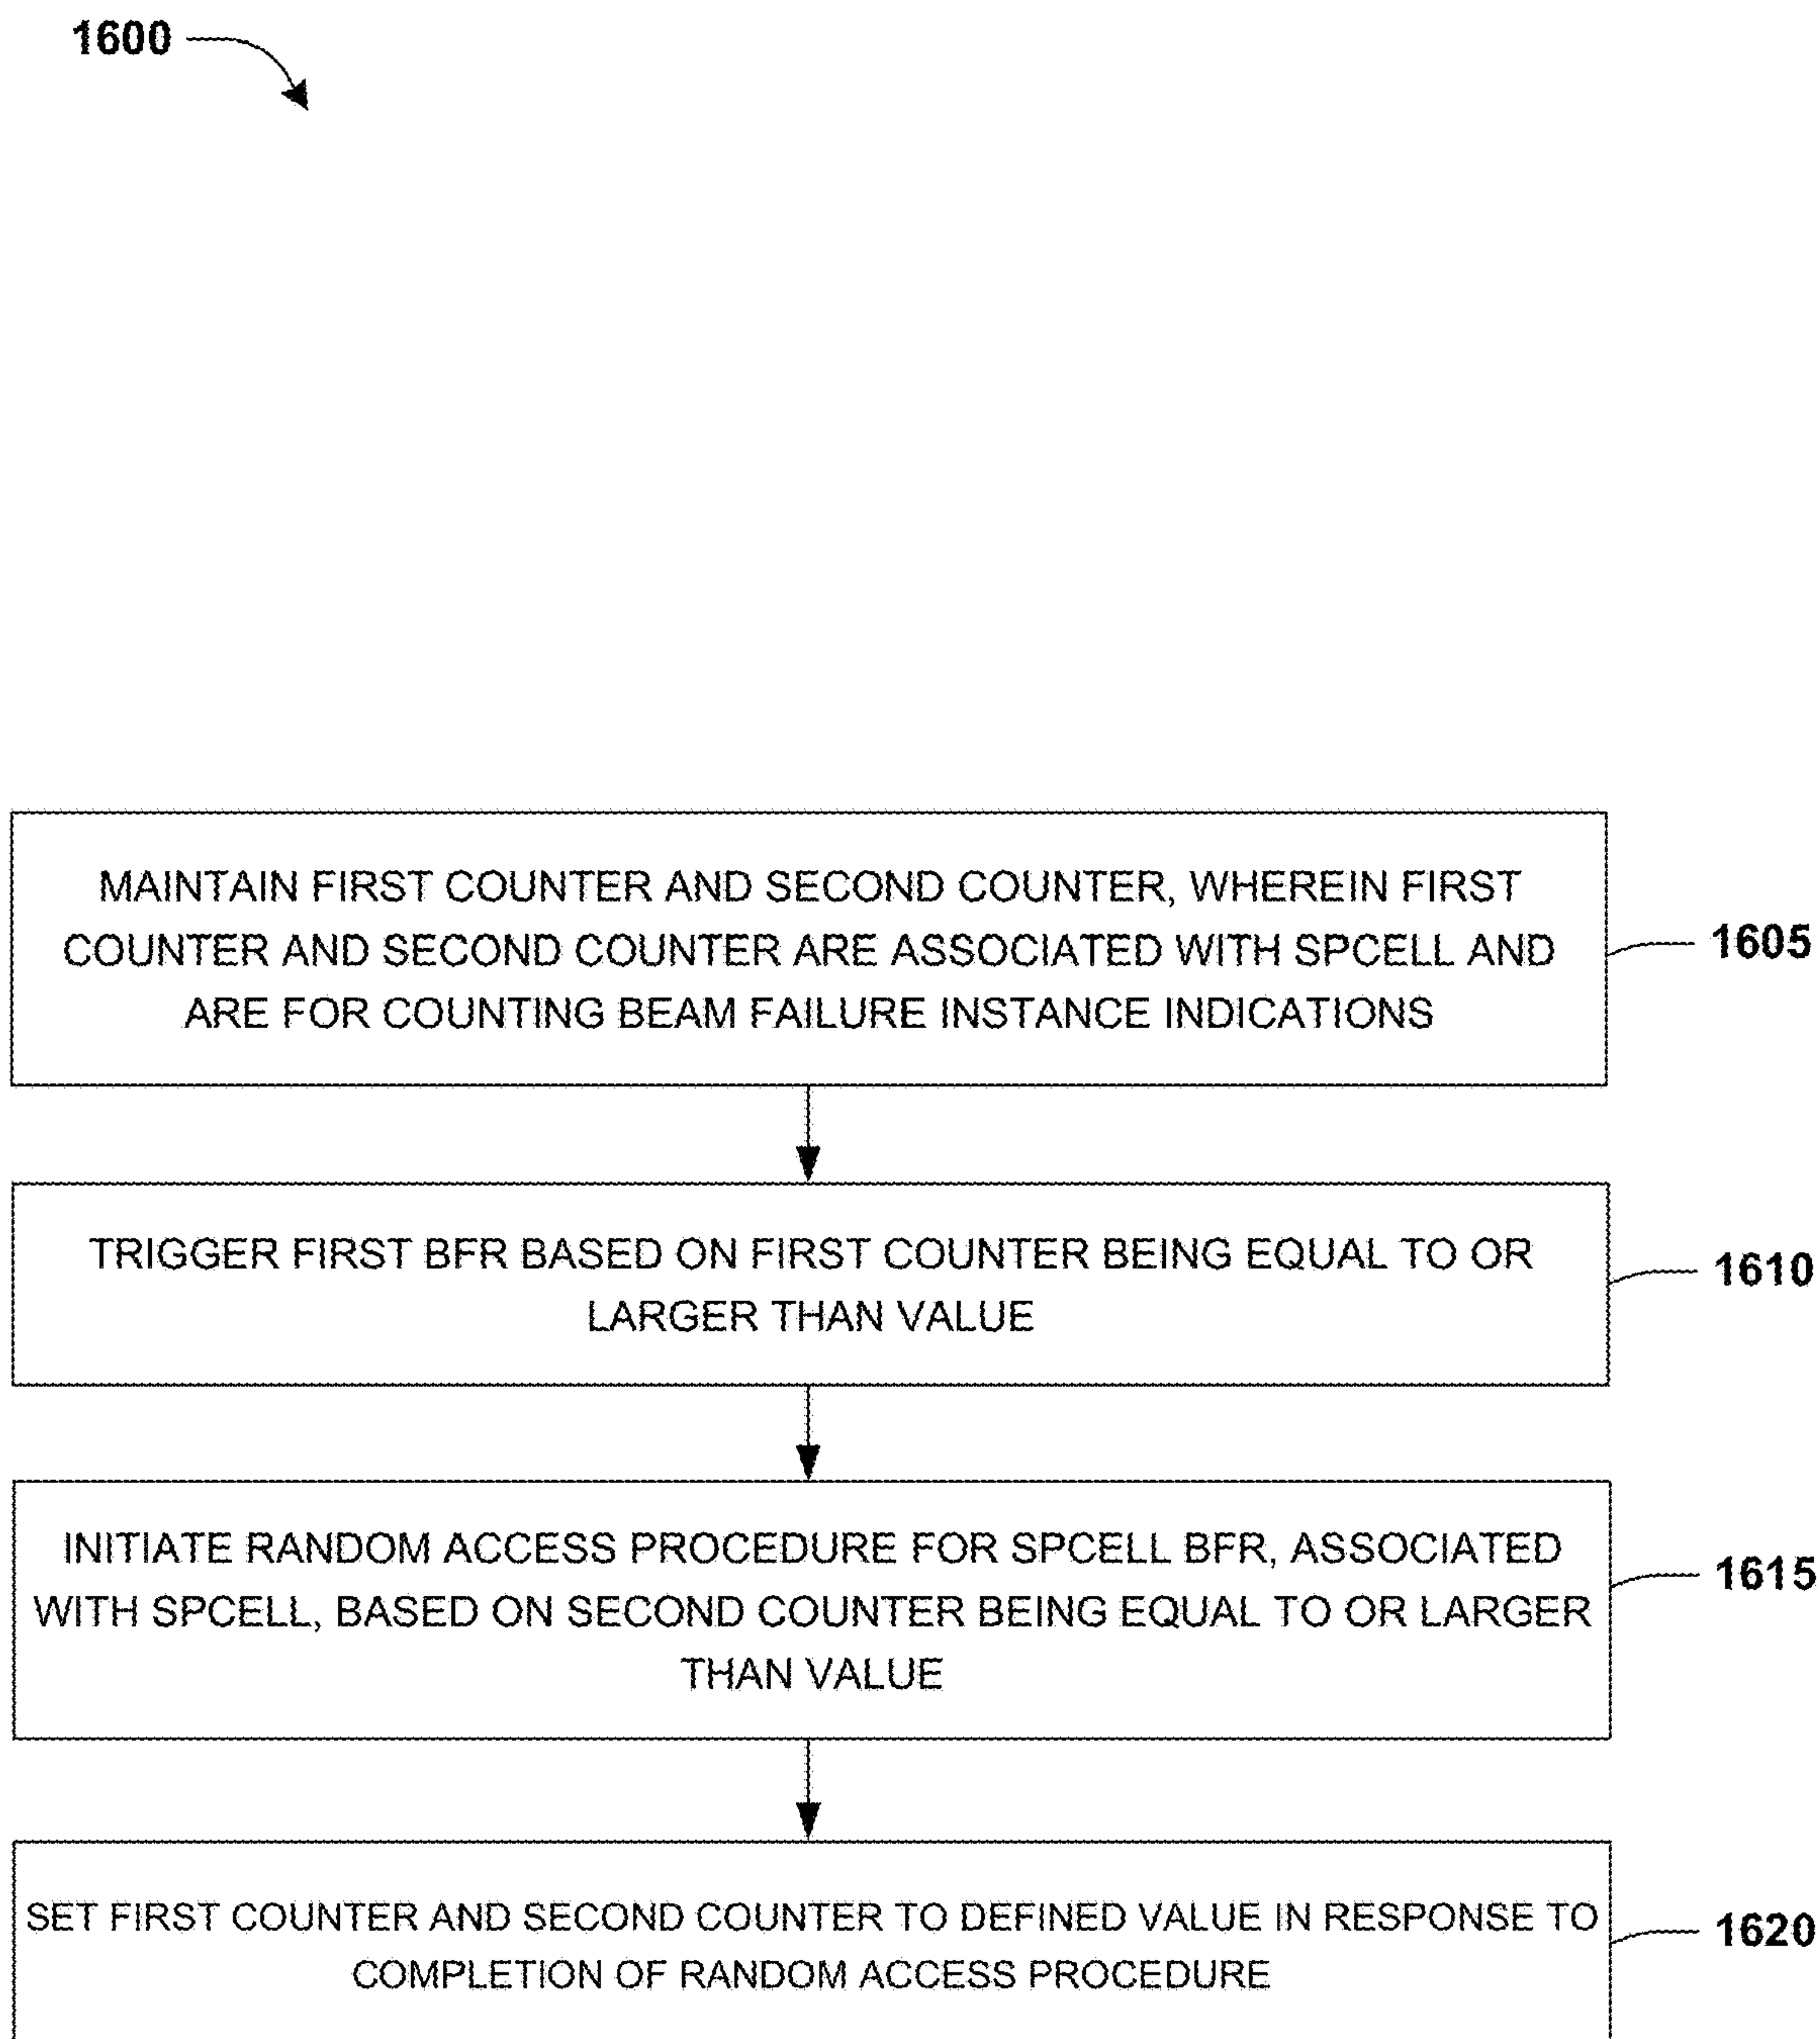 1600
MAINTAIN FIRST COUNTER AND SECOND COUNTER, WHEREIN FIRST
COUNTER AND SECOND COUNTER ARE ASSOCIATED WITH SPCELL AND
ARE FOR COUNTING BEAM FAILURE INSTANCE INDICATIONS
1605
TRIGGER FIRST BFR BASED ON FIRST COUNTER BEING EQUAL TO OR
LARGER THAN VALUE
1610
INITIATE RANDOM ACCESS PROCEDURE FOR SPCELL BFR, ASSOCIATED
WITH SPCELL, BASED ON SECOND COUNTER BEING EQUAL TO OR LARGER
THAN VALUE
1615
SET FIRST COUNTER AND SECOND COUNTER TO DEFINED VALUE IN RESPONSE TO
COMPLETION OF RANDOM ACCESS PROCEDURE
1620